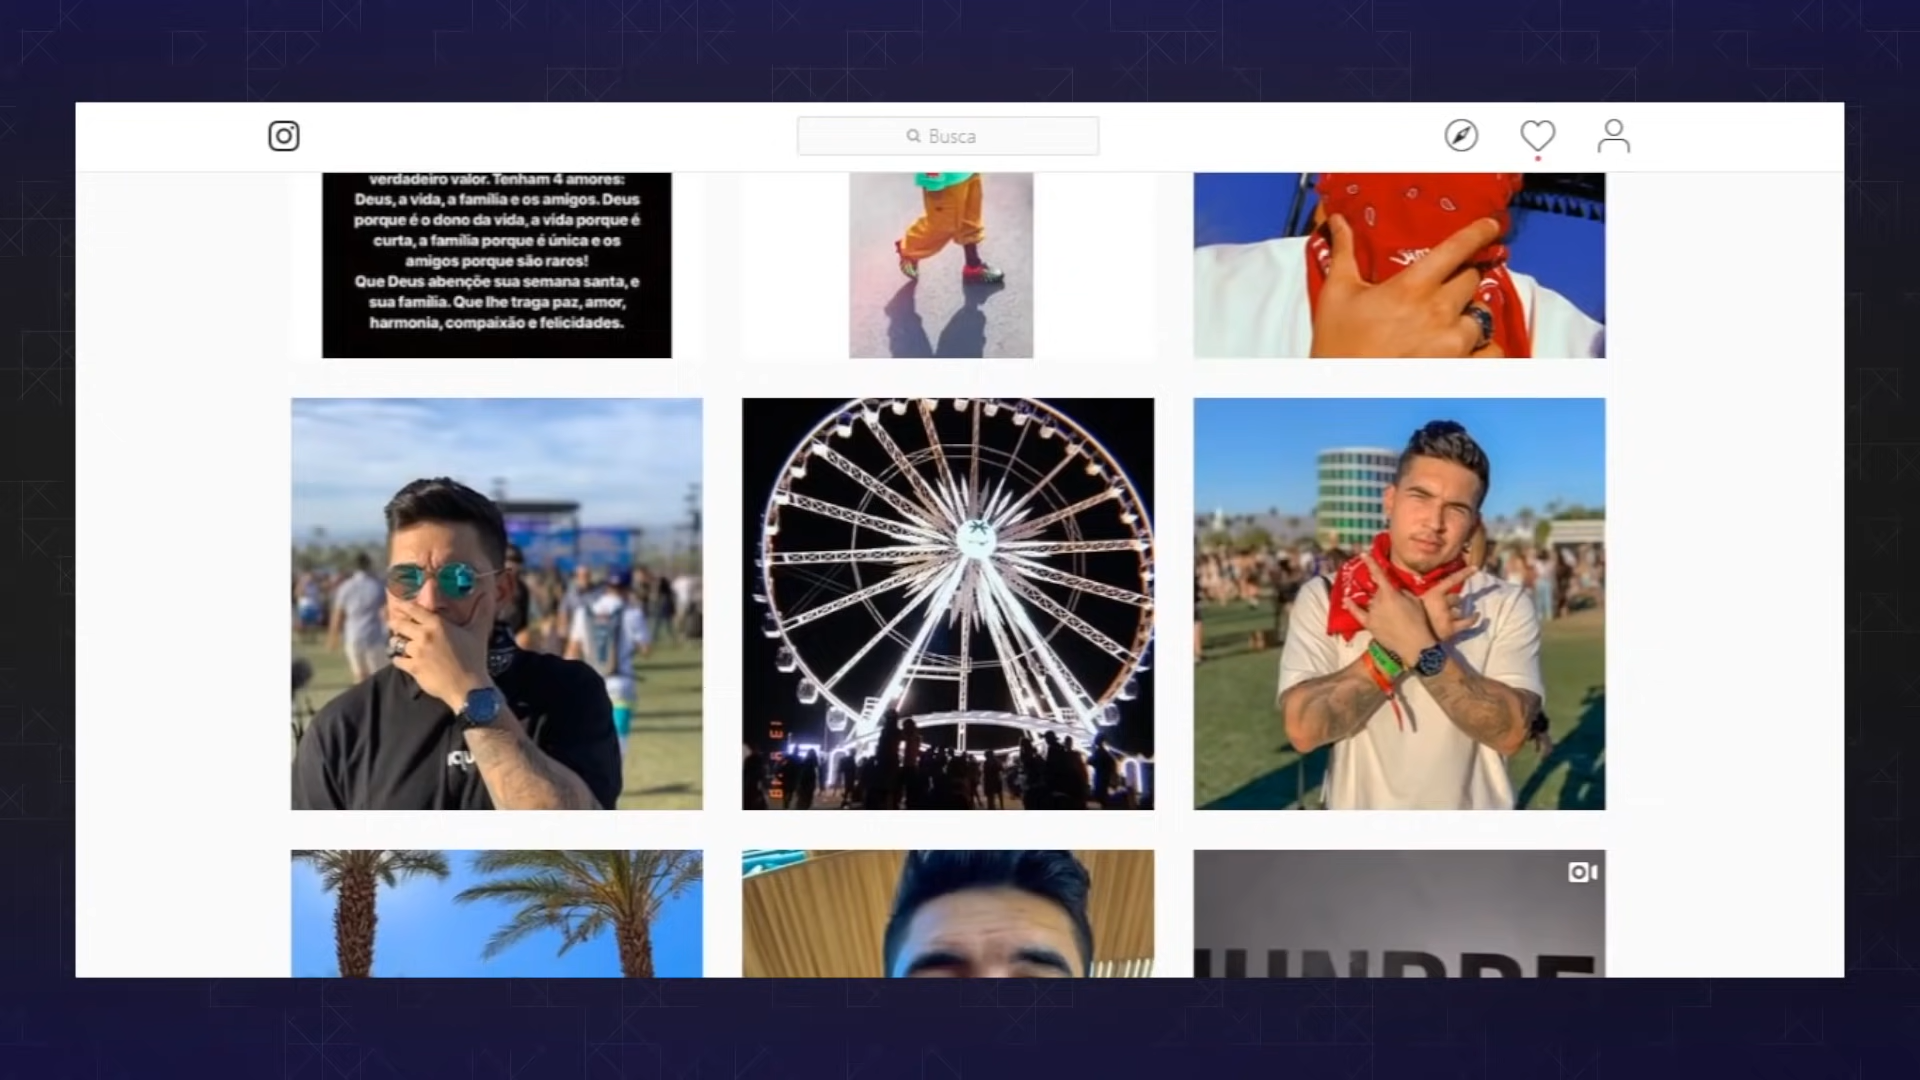 Busca
verdadeiro valor. Tenham 4 amores:
Deus, a vida, a família e os amigos. Deus
porque é o dono da vida, a vida porque é
curta, a família porque é única e os
amigos porque são raros!
Que Deus abençõe sua semana santa, e
sua família. Que lhe traga paz, amor,
harmonia, compaixão e felicidades.